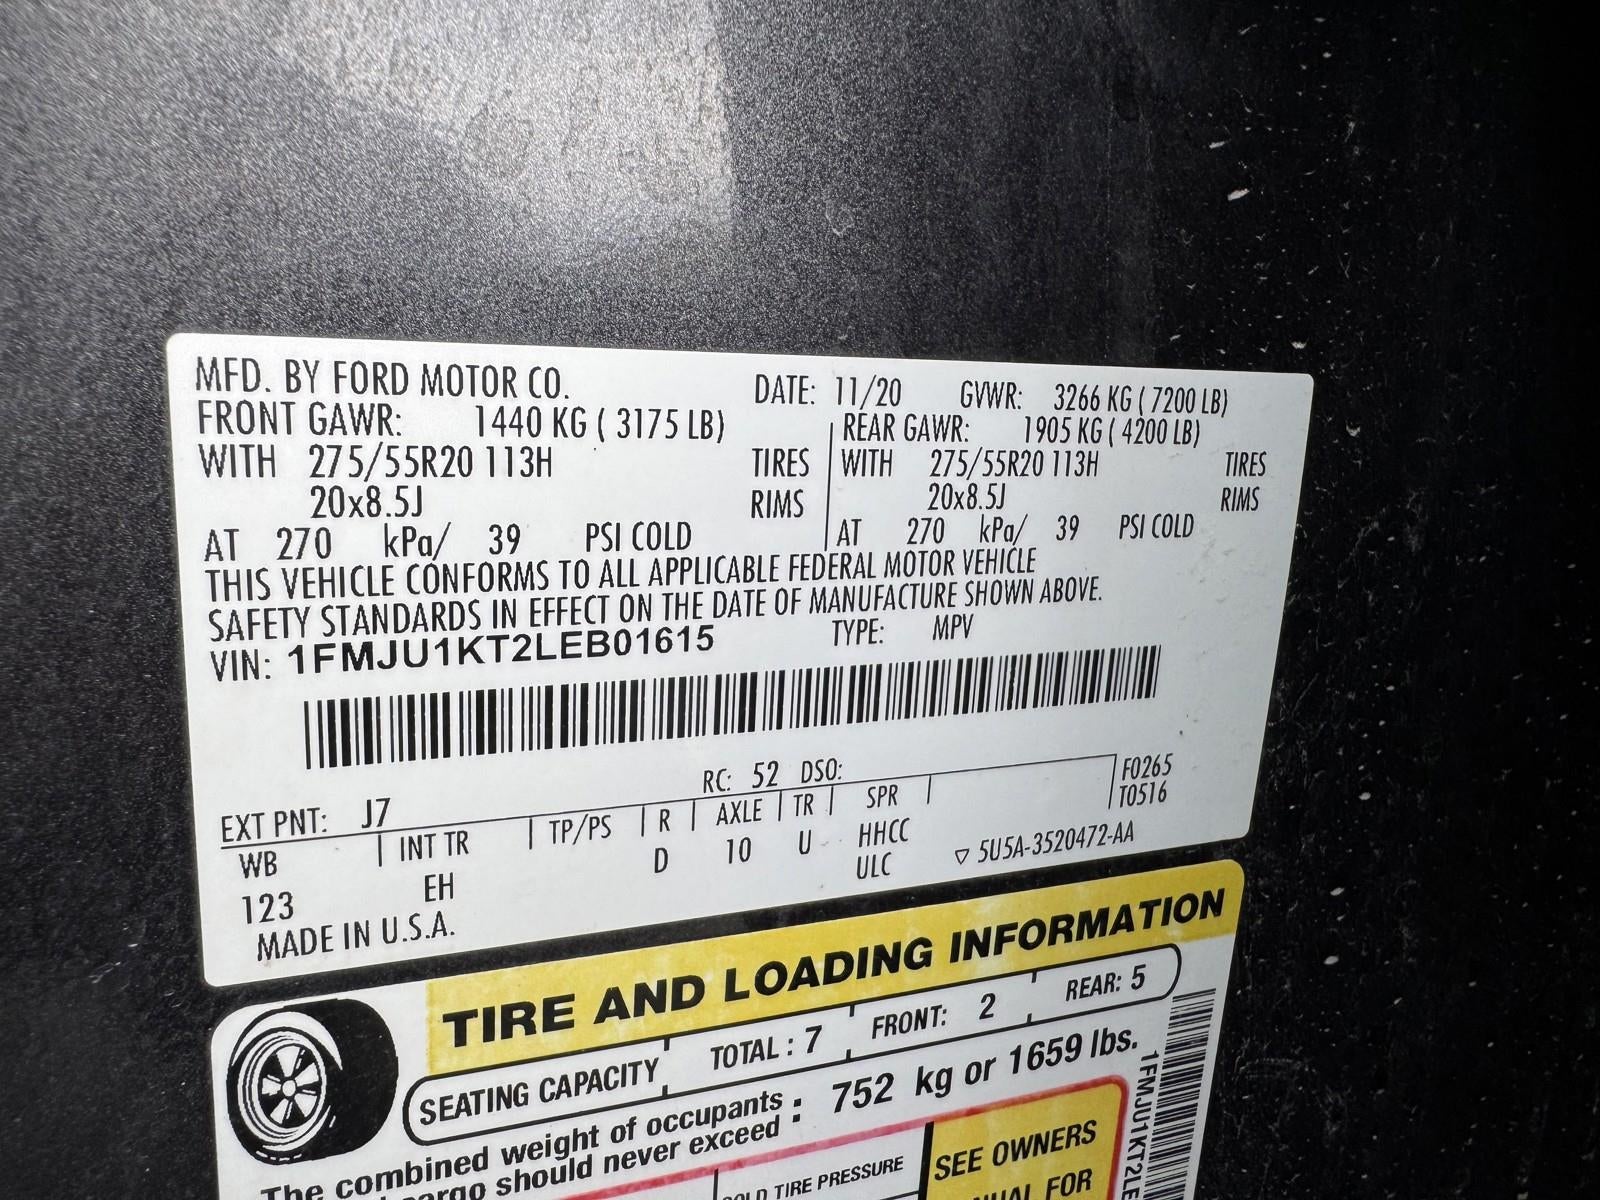 MFD. BY FORD MOTOR CO. DATE: 11/20 GVWR: 3266 KG ( 7200 LB)
FRONT GAWR: 1440 KG ( 3175 LB) REAR GAWR: 1905 KG ( 4200 LB)
WITH 275/55R20 113H TIRES WITH 275/55R20 113H TIRES
20x8.5J RIMS 20x8.5J RIMS
AT 270 kPa/ 39 PSI COLD AT 270 kPa/ 39 PSI COLD
THIS VEHICLE CONFORMS TO ALL APPLICABLE FEDERAL MOTOR VEHICLE
SAFETY STANDARDS IN EFFECT ON THE DATE OF MANUFACTURE SHOWN ABOVE.
VIN: 1FMJU1KT2LEB01615 TYPE: MPV
EXT PNT: J7 RC: 52 DSO: F0265
WB INT TR TP/PS R AXLE TR SPR T0516
123 EH D 10 U HHCC
ULC ▽ 5U5A-3520472-AA
MADE IN U.S.A.
TIRE AND LOADING INFORMATION
SEATING CAPACITY TOTAL : 7 FRONT: 2 REAR: 5
The combined weight of occupants
cargo should never exceed : 752 kg or 1659 lbs.
TIRE PRESSURE SEE OWNERS
FOR
1FMJU1KT2LE